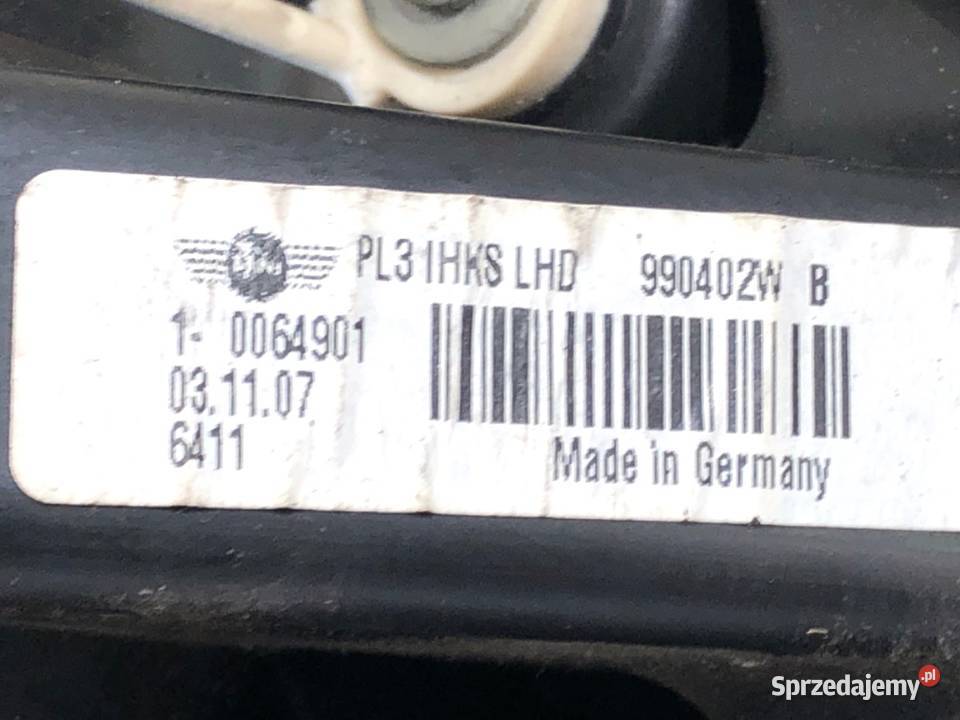 PL3 IHKS LHD 990402W B
1- 0064901
03.11.07
6411
Made in Germany
Sprzedajemy.pl